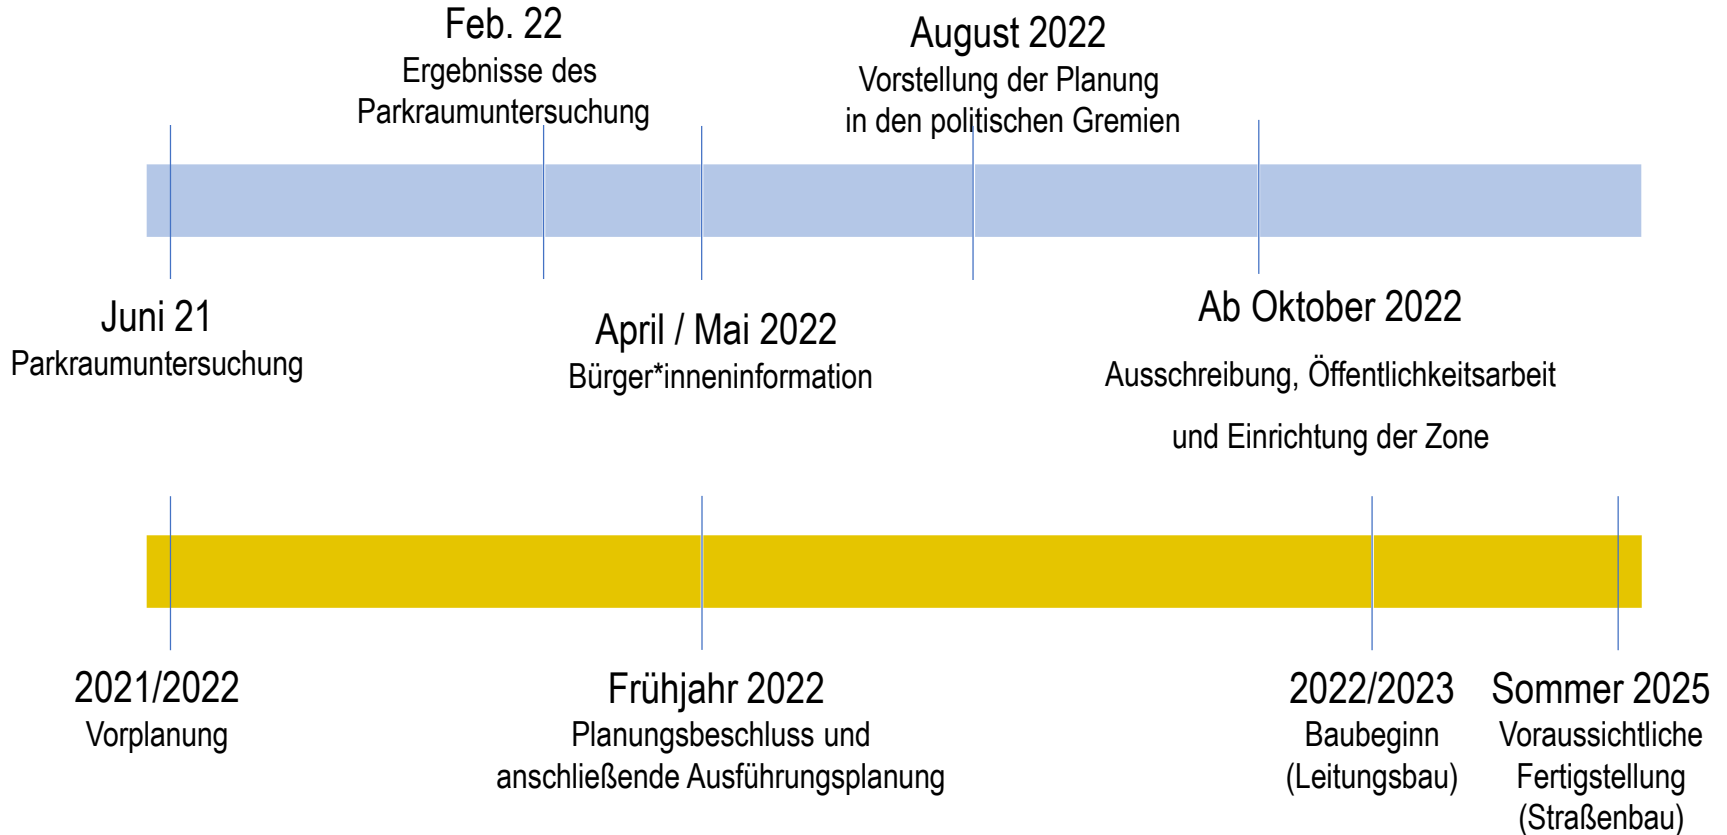 Feb. 22
Ergebnisse des
Parkraumuntersuchung
August 2022
Vorstellung der Planung
in den politischen Gremien
Juni 21
Parkraumuntersuchung
April / Mai 2022
Bürger*inneninformation
Ab Oktober 2022
Ausschreibung, Öffentlichkeitsarbeit
und Einrichtung der Zone
2021/2022
Vorplanung
Frühjahr 2022
Planungsbeschluss und
anschließende Ausführungsplanung
2022/2023
Baubeginn
(Leitungsbau)
Sommer 2025
Voraussichtliche
Fertigstellung
(Straßenbau)